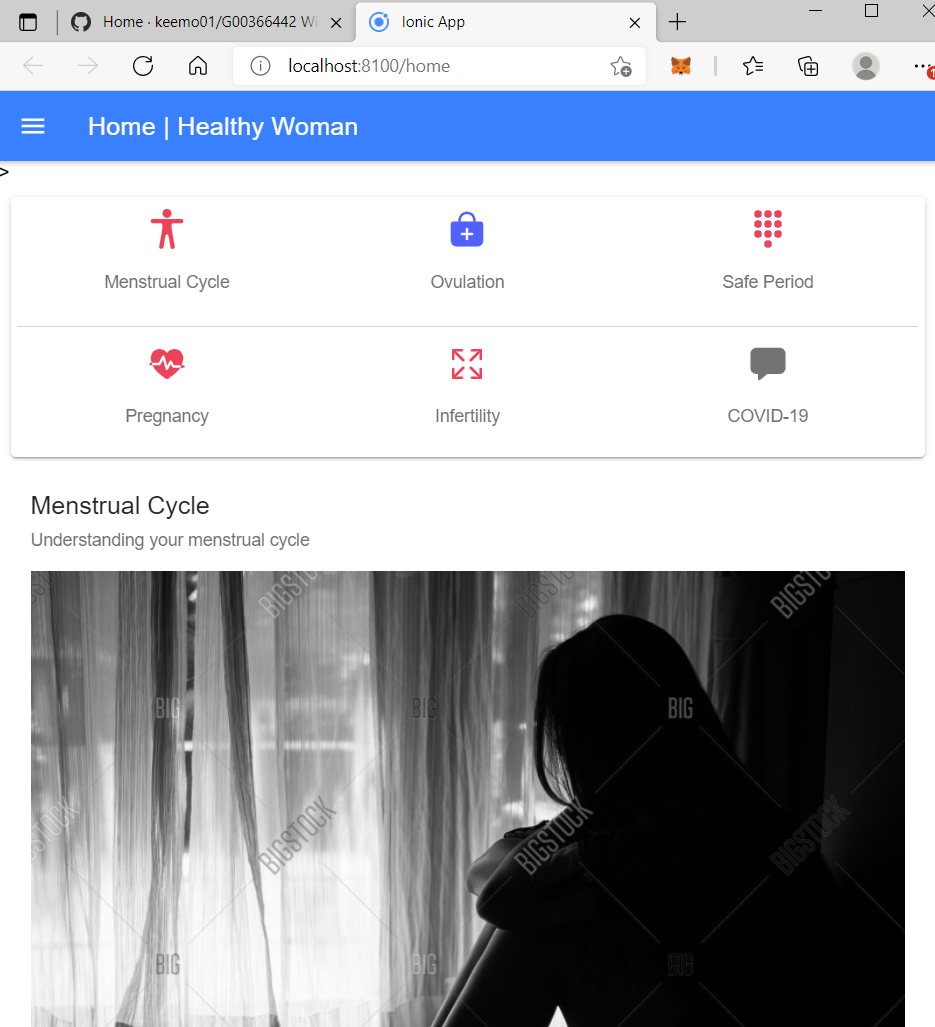 Home · keemo01/G00366442 Wi
Ionic App
localhost:8100/home
Home | Healthy Woman
>
Menstrual Cycle Ovulation Safe Period
Pregnancy Infertility COVID-19
Menstrual Cycle
Understanding your menstrual cycle
BIGSTOCK BIGSTOCK
BIG BIG BIG
BIGSTOCK BIGSTOCK BIGSTOCK
BIG BIG BIG